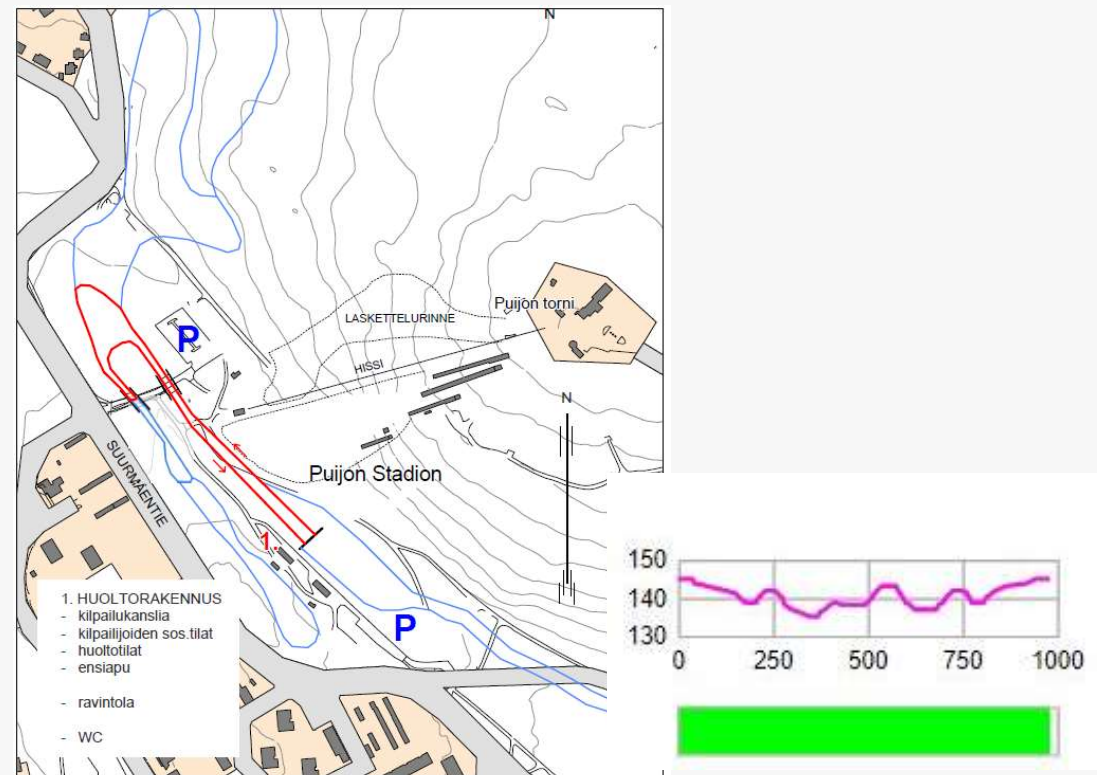 N
Puijon torni
LASKETTELURINNE
P
HISSI
N
SUURMÄENTIE
Puijon Stadion
1.
P
1. HUOLTORAKENNUS
- kilpailukanslia
- kilpailijoiden sos.tilat
- huoltotilat
- ensiapu
- ravintola
- WC
150
140
130
0 250 500 750 1000